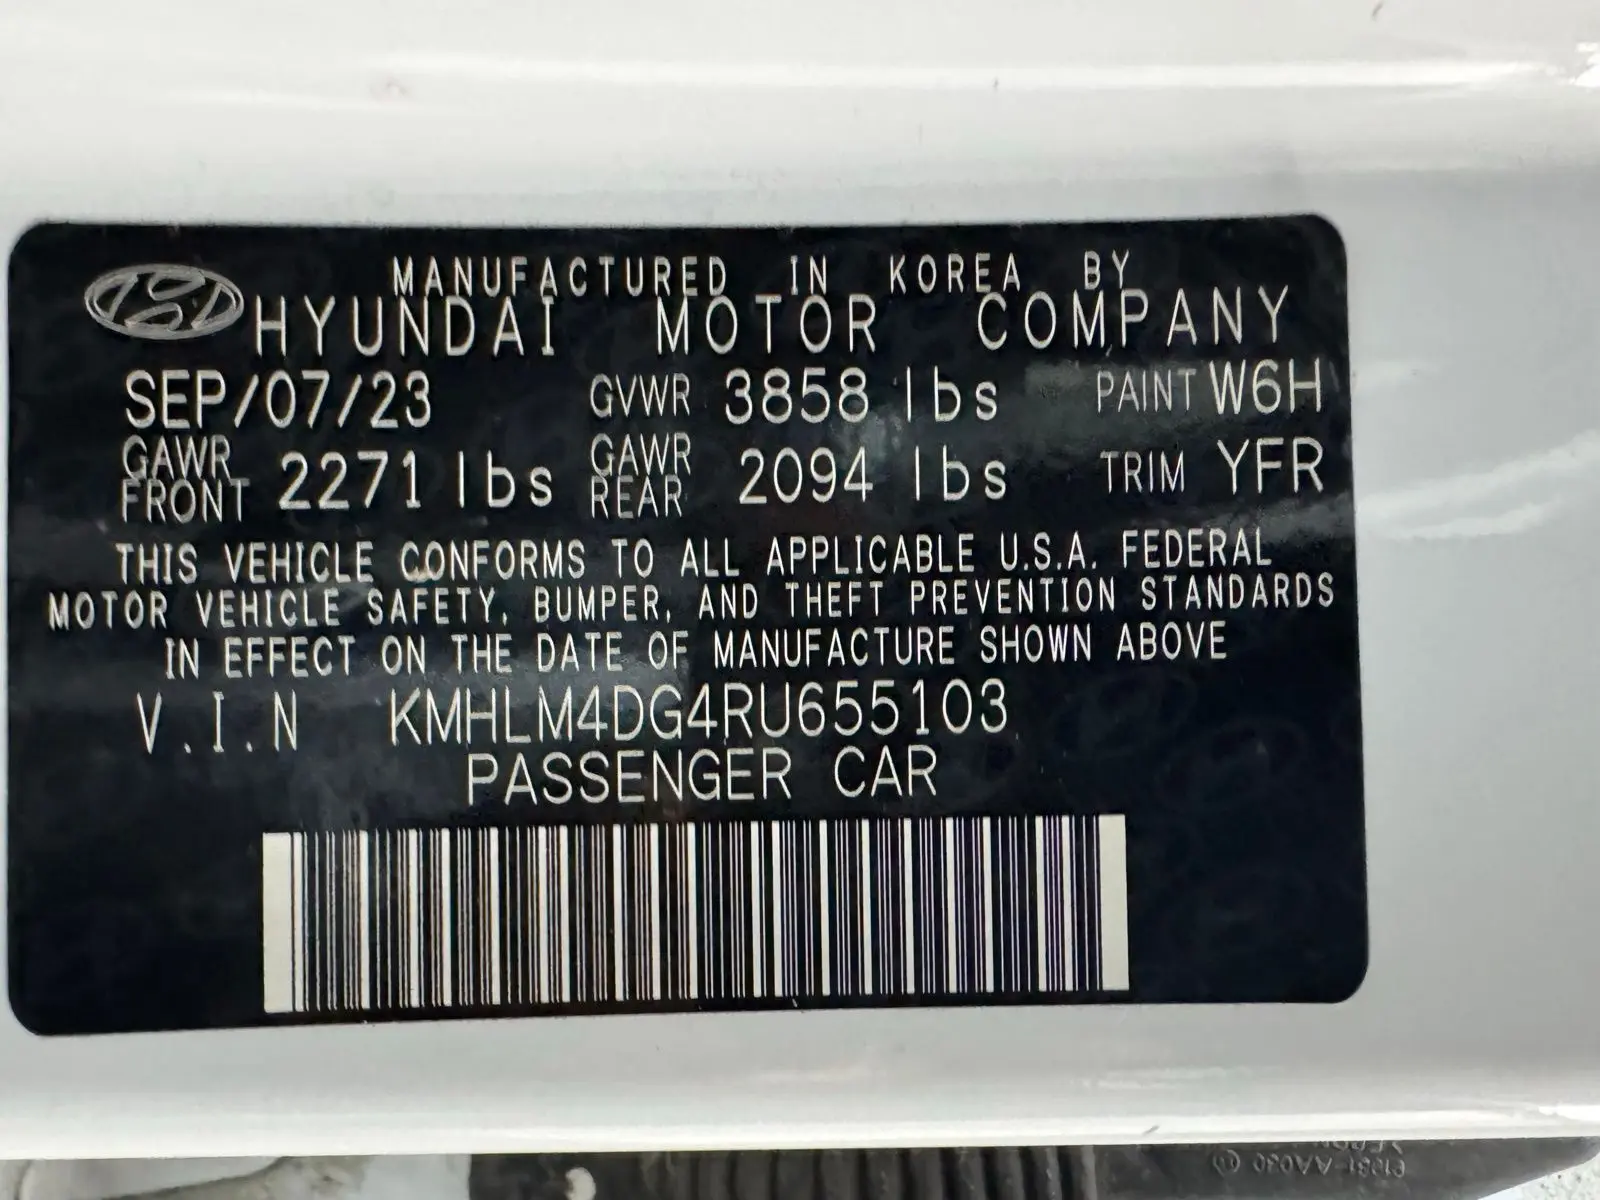 MANUFACTURED IN KOREA BY
HYUNDAI MOTOR COMPANY
SEP/07/23 GVWR 3858 lbs PAINT W6H
GAWR FRONT 2271 lbs GAWR REAR 2094 lbs TRIM YFR
THIS VEHICLE CONFORMS TO ALL APPLICABLE U.S.A. FEDERAL
MOTOR VEHICLE SAFETY, BUMPER, AND THEFT PREVENTION STANDARDS
IN EFFECT ON THE DATE OF MANUFACTURE SHOWN ABOVE
V.I.N KMHLM4DG4RU655103
PASSENGER CAR